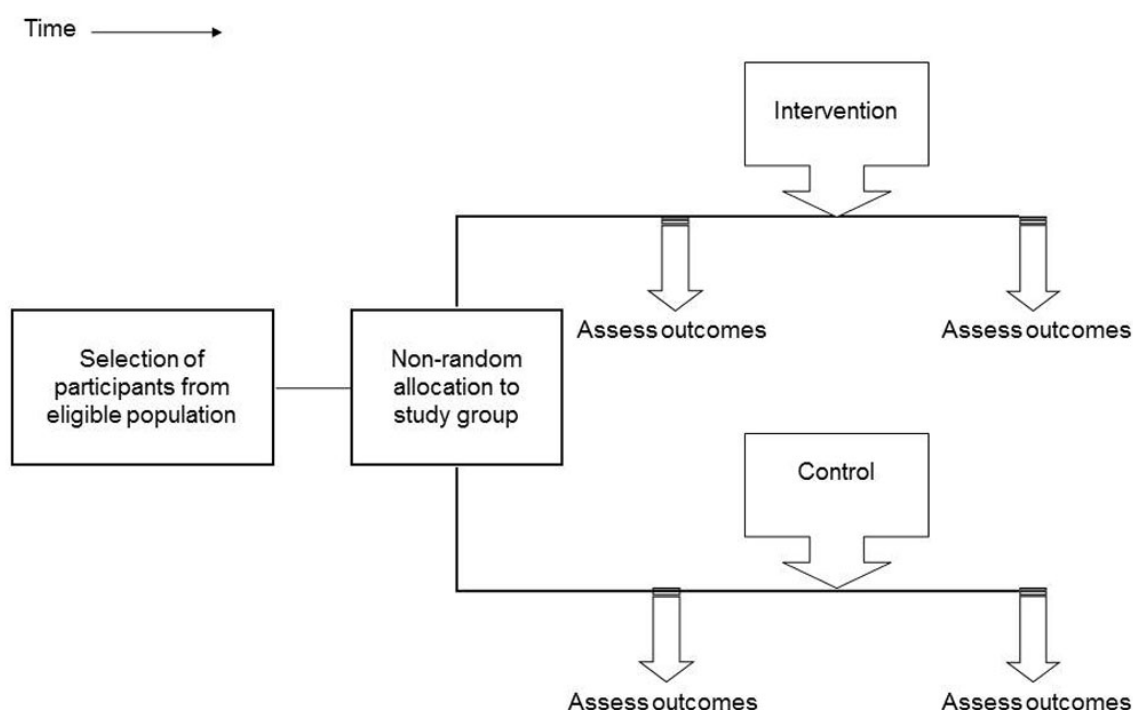 Time
Intervention
Assess outcomes
Assess outcomes
Selection of
participants from
eligible population
Non-random
allocation to
study group
Control
Assess outcomes
Assess outcomes